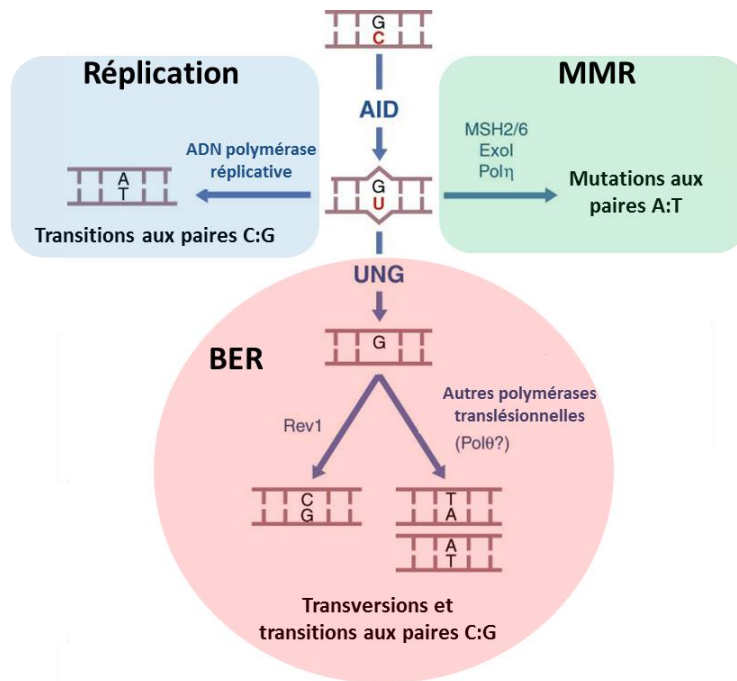 G
C
Réplication
MMR
AID
MSH2/6
ExoI
Polη
ADN polymérase
réplicative
A
T
G
U
Mutations aux
paires A:T
Transitions aux paires C:G
UNG
G
BER
Autres polymérases
translésionnelles
(Polθ?)
Rev1
C
G
T
A
A
T
Transversions et
transitions aux paires C:G